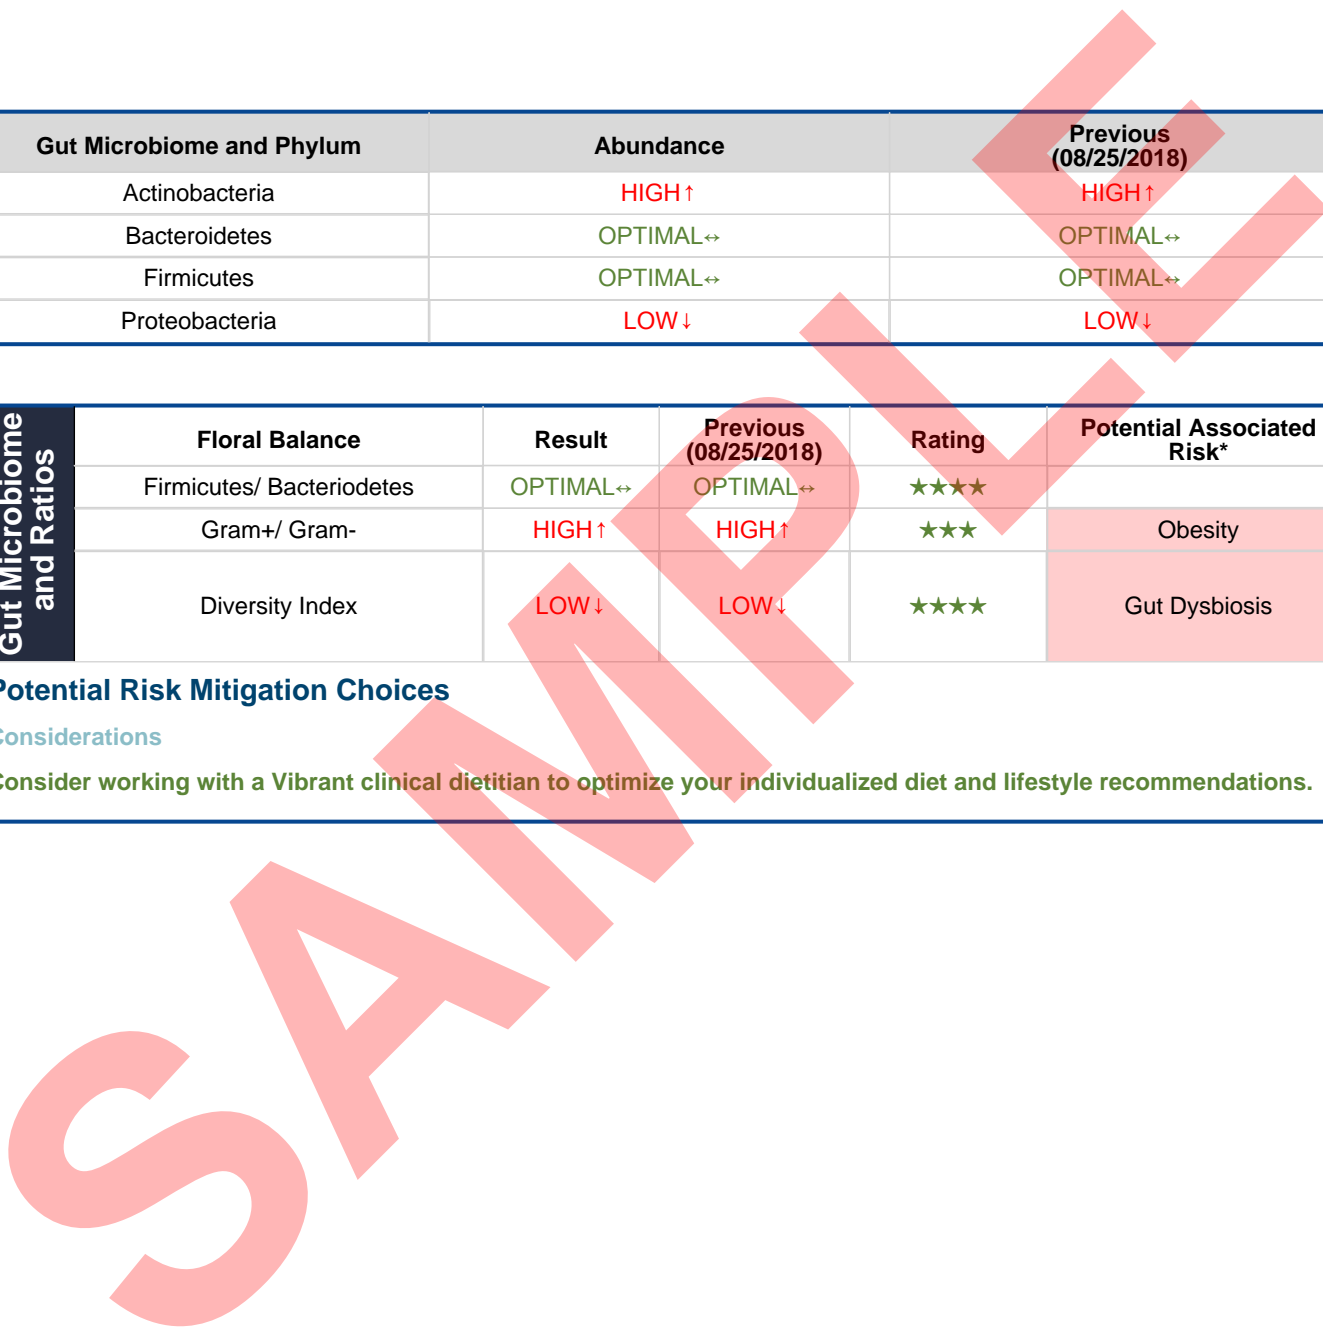 Gut Microbiome and Phylum Abundance Previous (08/25/2018)
Actinobacteria HIGH↑ HIGH↑
Bacteroidetes OPTIMAL↔ OPTIMAL↔
Firmicutes OPTIMAL↔ OPTIMAL↔
Proteobacteria LOW↓ LOW↓
Gut Microbiome
and Ratios
Floral Balance Result Previous (08/25/2018) Rating Potential Associated Risk*
Firmicutes/ Bacteriodetes OPTIMAL↔ OPTIMAL↔ ★★★★
Gram+/ Gram- HIGH↑ HIGH↑ ★★★ Obesity
Diversity Index LOW↓ LOW↓ ★★★★ Gut Dysbiosis
Potential Risk Mitigation Choices
Considerations
Consider working with a Vibrant clinical dietitian to optimize your individualized diet and lifestyle recommendations.
SAMPLE